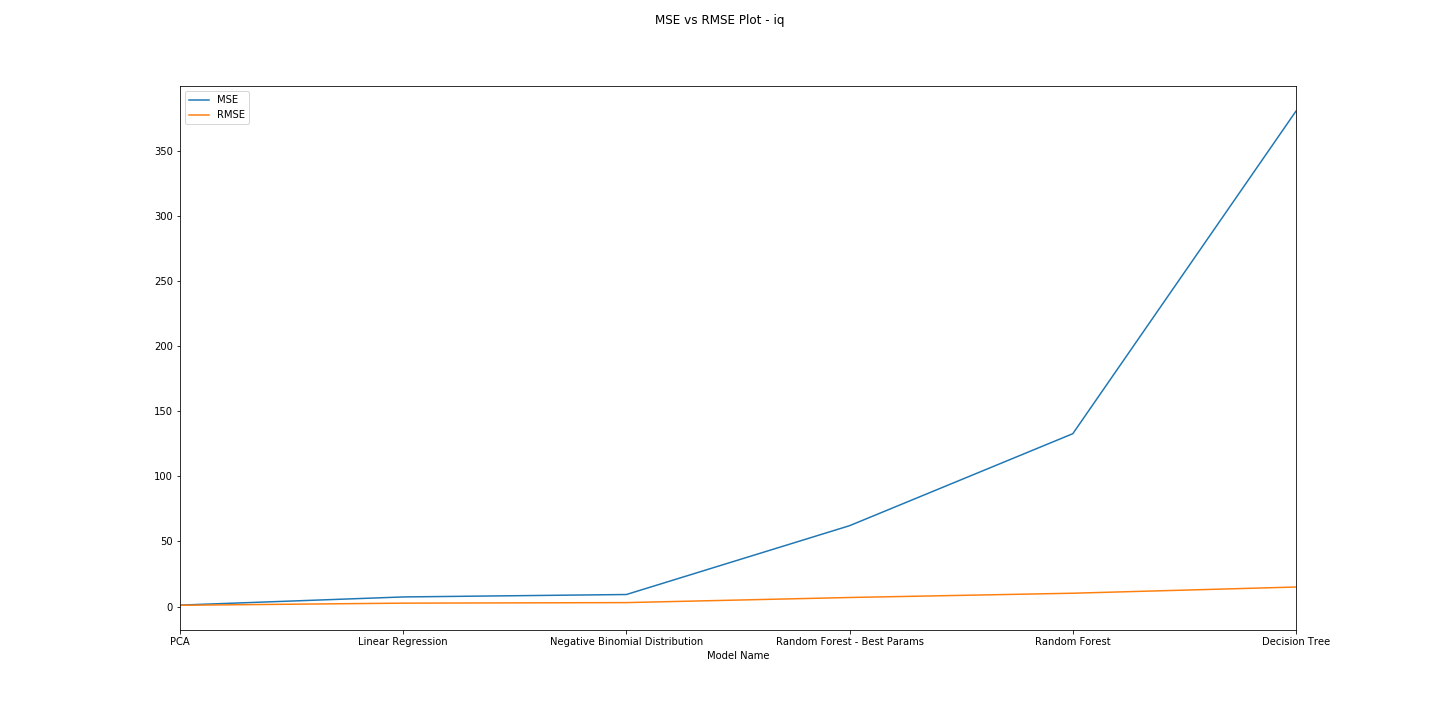 MSE vs RMSE Plot - iq
MSE
RMSE
350
300
250
200
150
100
50
0
PCA Linear Regression Negative Binomial Distribution Random Forest - Best Params Random Forest Decision Tree
Model Name